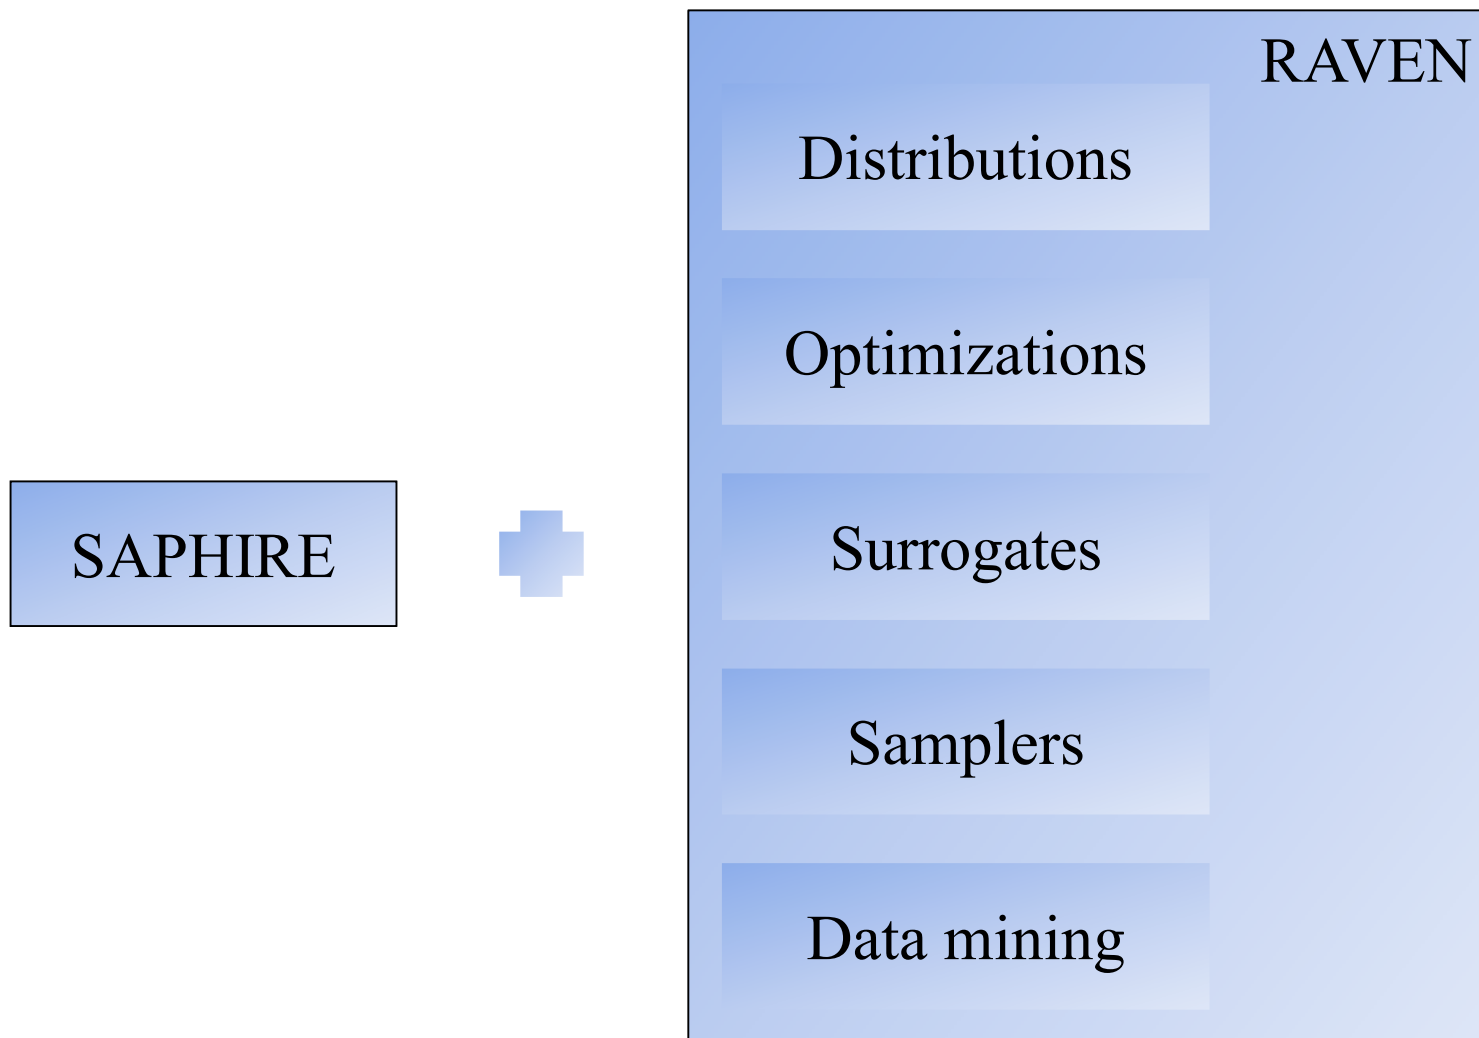 RAVEN
Distributions
Optimizations
Surrogates
SAPHIRE
Samplers
Data mining